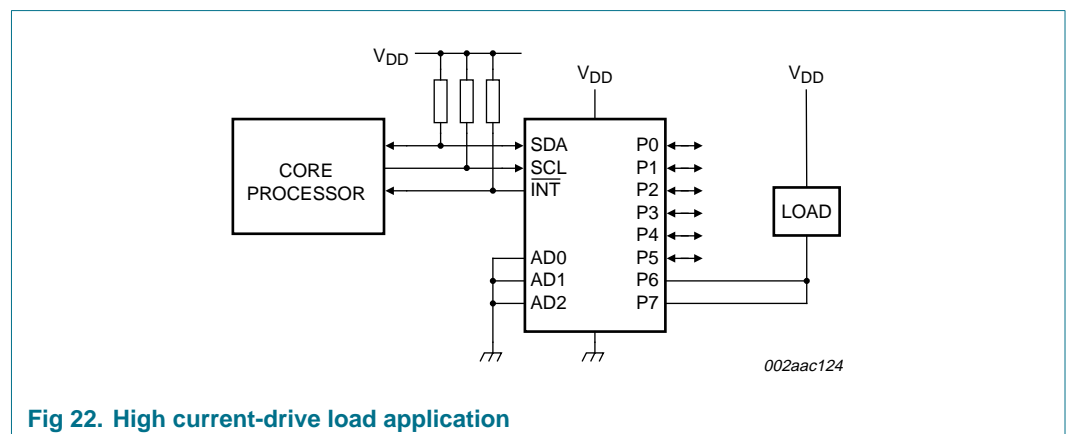 VDD
VDD
VDD
CORE
PROCESSOR
SDA
SCL
INT
AD0
AD1
AD2
P0
P1
P2
P3
P4
P5
P6
P7
LOAD
002aac124
Fig 22. High current-drive load application